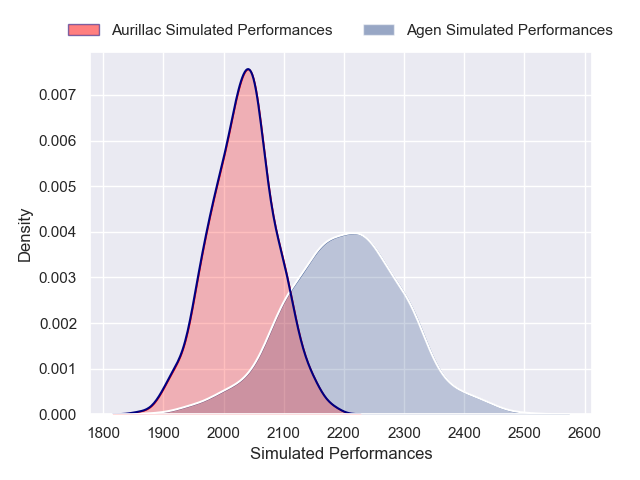 Aurillac Simulated Performances Agen Simulated Performances
0.007
0.006
0.005
0.004
0.003
0.002
0.001
0.000
Density
1800 1900 2000 2100 2200 2300 2400 2500 2600
Simulated Performances